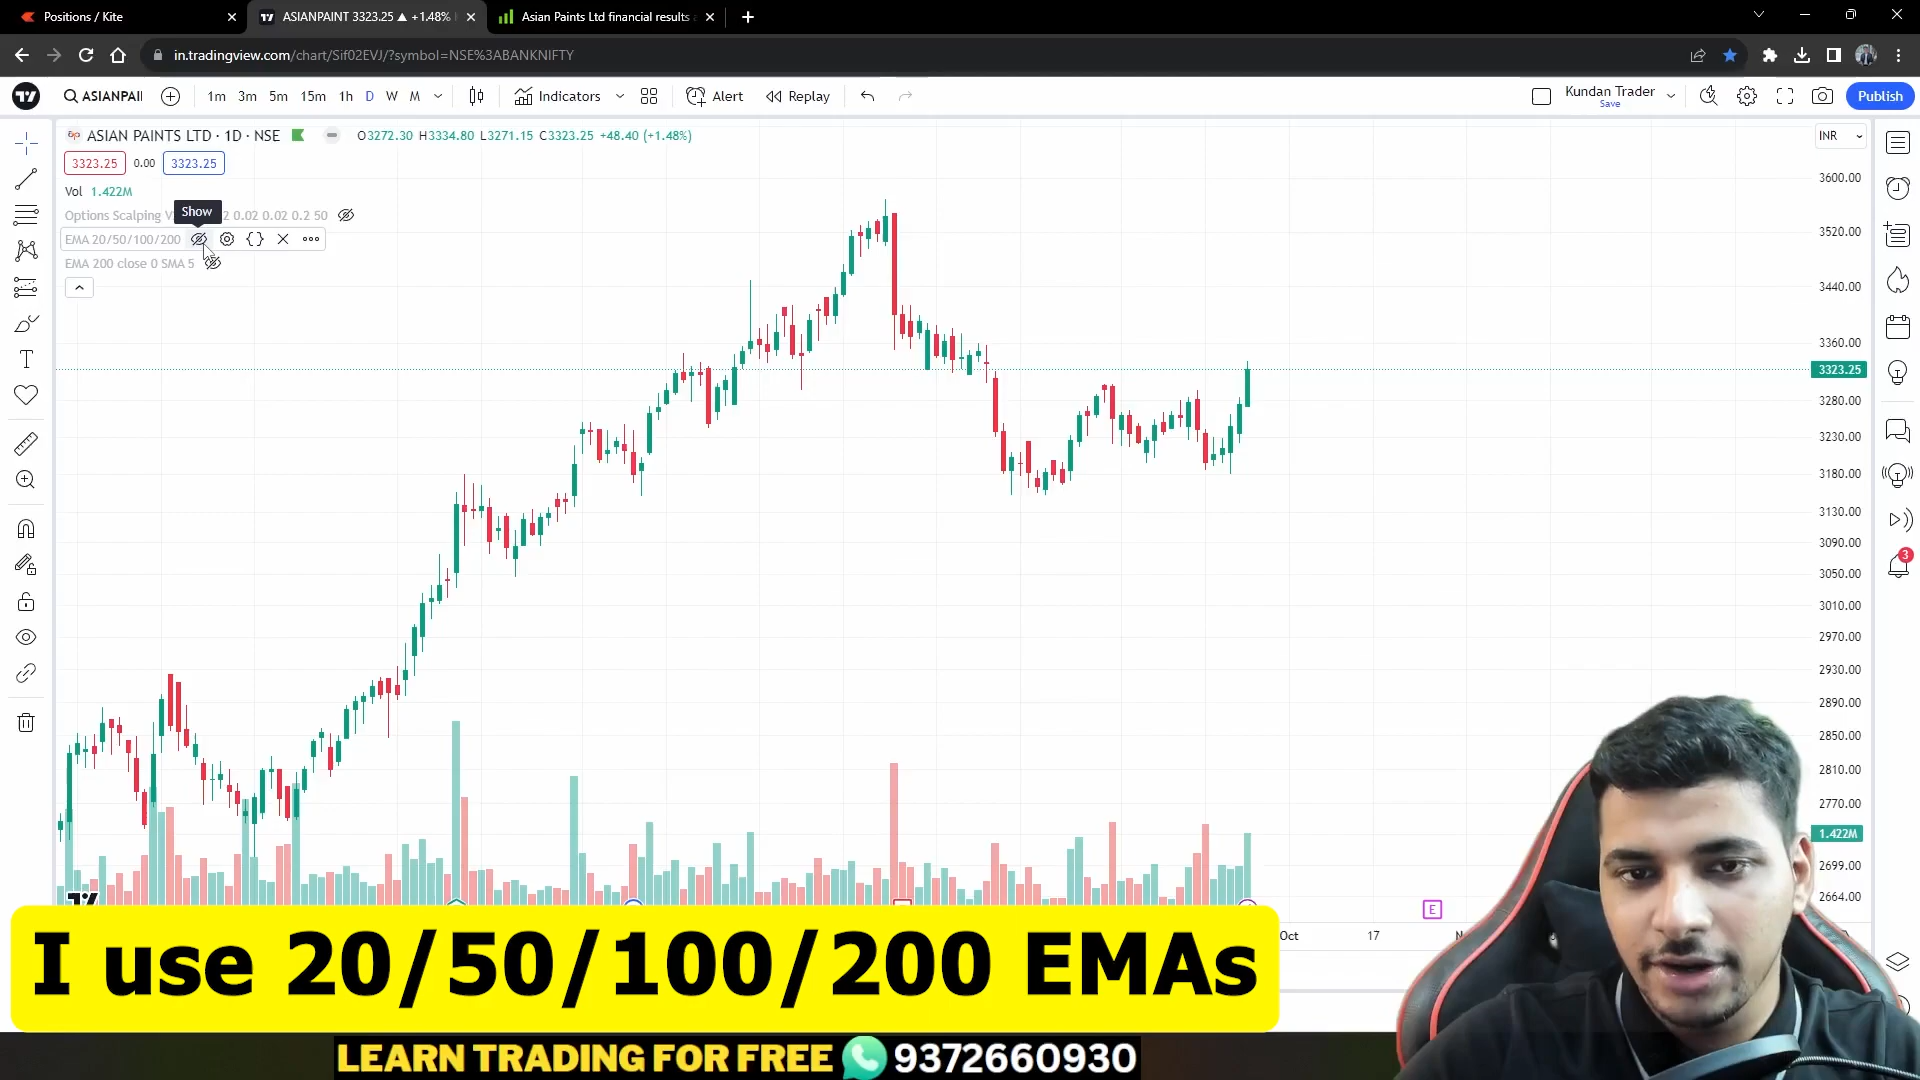 Positions / Kite
ASIANPAINT 3323.25 ▲ +1.48%
Asian Paints Ltd financial results
in.tradingview.com/chart/Sif02EVJ/?symbol=NSE%3ABANKNIFTY
ASIANPAII
1m 3m 5m 15m 1h D W M
Indicators
Alert
Replay
Kundan Trader
Save
Publish
ASIAN PAINTS LTD · 1D · NSE
O3272.30 H3334.80 L3271.15 C3323.25 +48.40 (+1.48%)
INR
3323.25 0.00 3323.25
Vol 1.422M
Show
Options Scalping V 2 0.02 0.02 0.2 50
EMA 20/50/100/200
EMA 200 close 0 SMA 5
3600.00
3520.00
3440.00
3360.00
3323.25
3280.00
3230.00
3180.00
3130.00
3090.00
3050.00
3010.00
2970.00
2930.00
2890.00
2850.00
2810.00
2770.00
1.422M
2699.00
2664.00
3
E
Oct 17
I use 20/50/100/200 EMAs
LEARN TRADING FOR FREE 9372660930